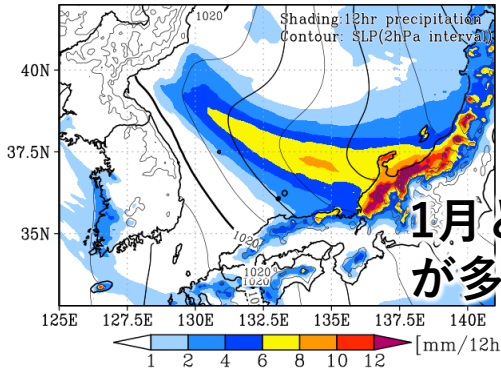 1020
Shading:12hr precipitation
Contour: SLP(2hPa interval)
40N
37.5N
35N
1020
1020
1020
1月と
が多
125E 127.5E 130E 132.5E 135E 137.5E 140E
1 2 4 6 8 10 12 [mm/12h